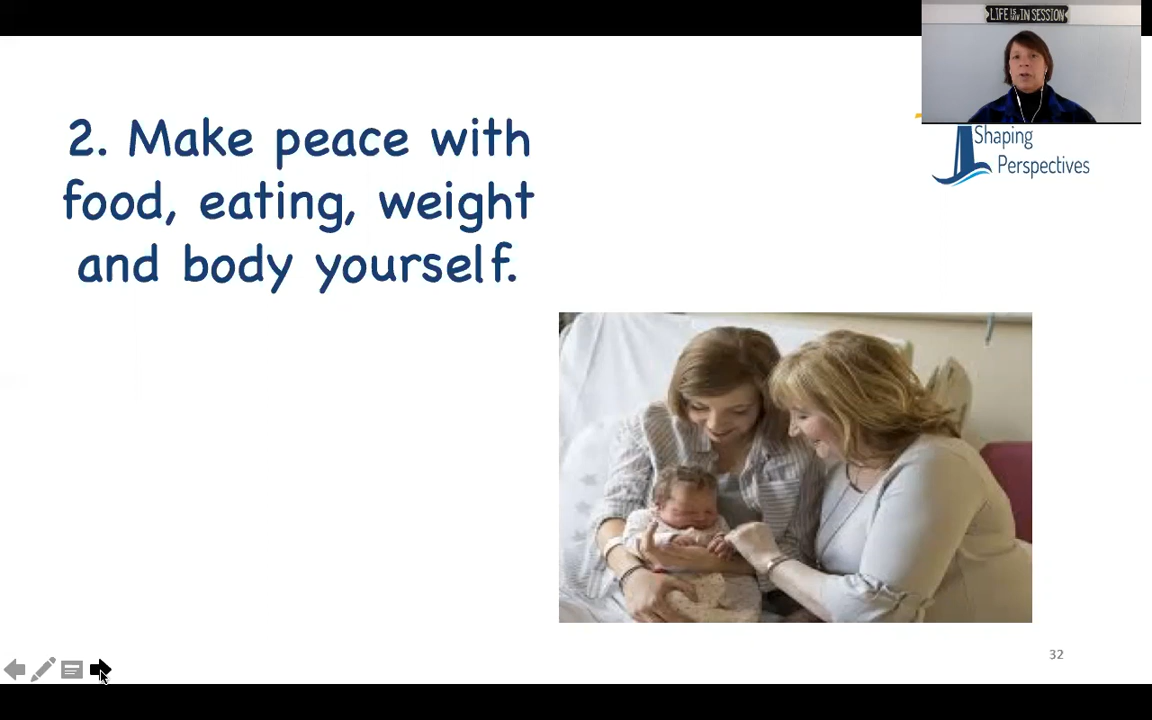 LIFE IS IN SESSION
2. Make peace with
food, eating, weight
and body yourself.
Shaping
Perspectives
32